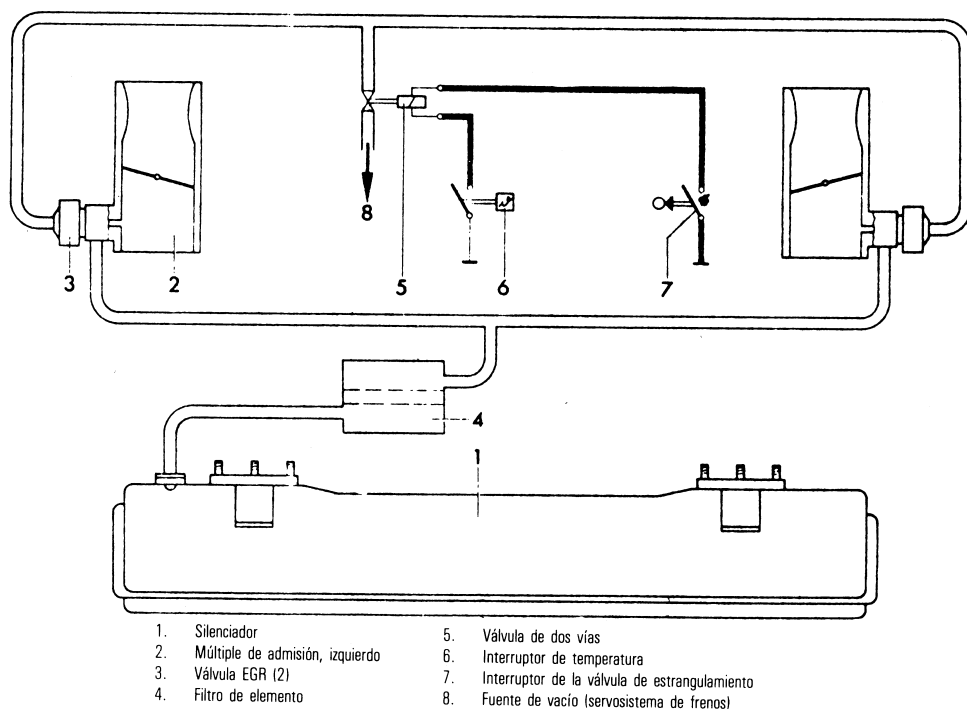 8
3
2
5
6
7
4
1
1. Silenciador
2. Múltiple de admisión, izquierdo
3. Válvula EGR (2)
4. Filtro de elemento
5. Válvula de dos vías
6. Interruptor de temperatura
7. Interruptor de la válvula de estrangulamiento
8. Fuente de vacío (servosistema de frenos)